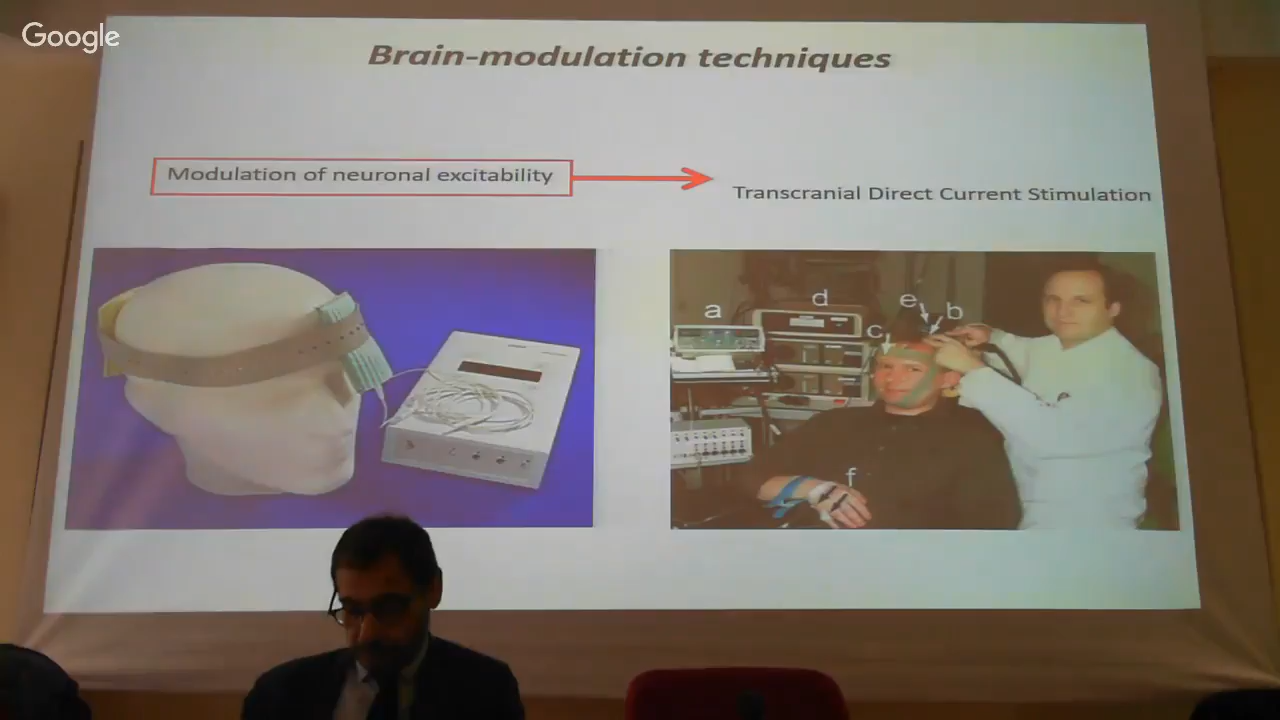 Google
Brain-modulation techniques
Modulation of neuronal excitability
Transcranial Direct Current Stimulation
a
d
e
b
c
f